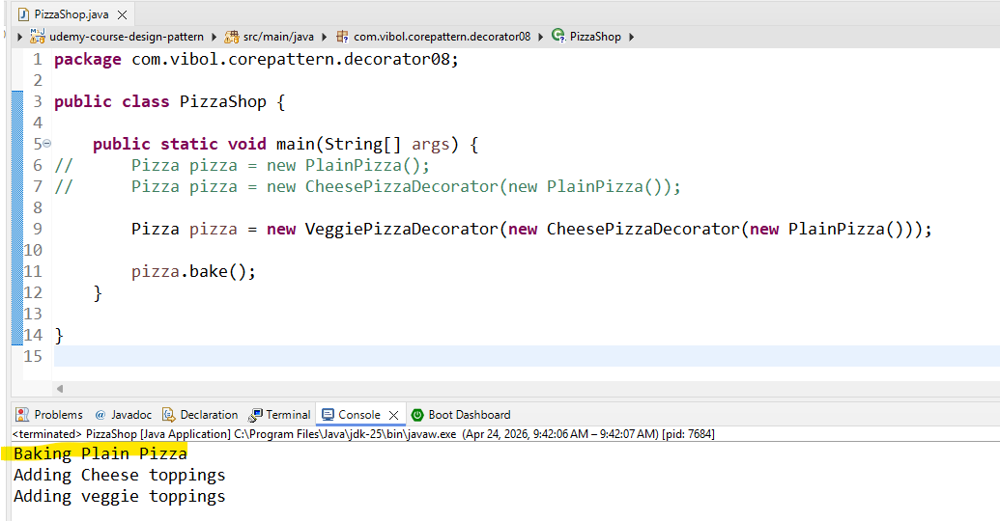 PizzaShop.java
udemy-course-design-pattern src/main/java com.vibol.corepattern.decorator08 PizzaShop
1 package com.vibol.corepattern.decorator08;
2
3 public class PizzaShop {
4
5 public static void main(String[] args) {
6 // Pizza pizza = new PlainPizza();
7 // Pizza pizza = new CheesePizzaDecorator(new PlainPizza());
8
9 Pizza pizza = new VeggiePizzaDecorator(new CheesePizzaDecorator(new PlainPizza()));
10
11 pizza.bake();
12 }
13
14 }
15
Problems @ Javadoc Declaration Terminal Console Boot Dashboard
<terminated> PizzaShop [Java Application] C:\Program Files\Java\jdk-25\bin\javaw.exe (Apr 24, 2026, 9:42:06 AM – 9:42:07 AM) [pid: 7684]
Baking Plain Pizza
Adding Cheese toppings
Adding veggie toppings